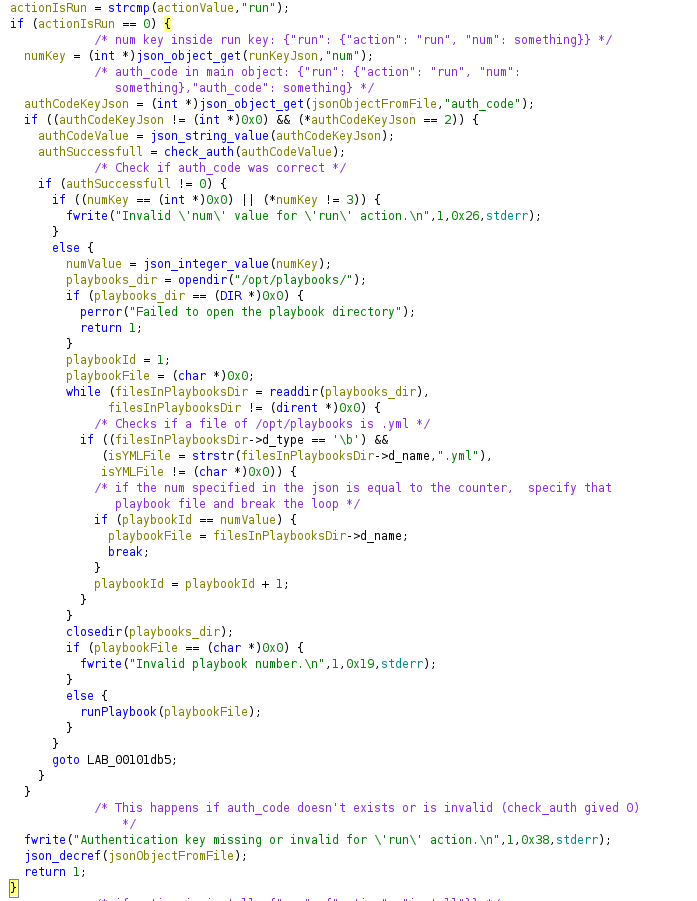 actionIsRun = strcmp(actionValue,"run");
if (actionIsRun == 0) {
/* num key inside run key: {"run": {"action": "run", "num": something}} */
numKey = (int *)json_object_get(runKeyJson,"num");
/* auth_code in main object: {"run": {"action": "run", "num":
something},"auth_code": something} */
authCodeKeyJson = (int *)json_object_get(jsonObjectFromFile,"auth_code");
if ((authCodeKeyJson != (int *)0x0) && (*authCodeKeyJson == 2)) {
authCodeValue = json_string_value(authCodeKeyJson);
authSuccessfull = check_auth(authCodeValue);
/* Check if auth_code was correct */
if (authSuccessfull != 0) {
if ((numKey == (int *)0x0) || (*numKey != 3)) {
fwrite("Invalid \'num\' value for \'run\' action.\n",1,0x26,stderr);
}
else {
numValue = json_integer_value(numKey);
playbooks_dir = opendir("/opt/playbooks/");
if (playbooks_dir == (DIR *)0x0) {
perror("Failed to open the playbook directory");
return 1;
}
playbookId = 1;
playbookFile = (char *)0x0;
while (filesInPlaybooksDir = readdir(playbooks_dir),
filesInPlaybooksDir != (dirent *)0x0) {
/* Checks if a file of /opt/playbooks is .yml */
if ((filesInPlaybooksDir->d_type == '\b') &&
(isYMLFile = strstr(filesInPlaybooksDir->d_name,".yml"),
isYMLFile != (char *)0x0)) {
/* if the num specified in the json is equal to the counter,  specify that
playbook file and break the loop */
if (playbookId == numValue) {
playbookFile = filesInPlaybooksDir->d_name;
break;
}
playbookId = playbookId + 1;
}
}
closedir(playbooks_dir);
if (playbookFile == (char *)0x0) {
fwrite("Invalid playbook number.\n",1,0x19,stderr);
}
else {
runPlaybook(playbookFile);
}
}
goto LAB_00101db5;
}
}
/* This happens if auth_code doesn't exists or is invalid (check_auth gived 0)
*/
fwrite("Authentication key missing or invalid for \'run\' action.\n",1,0x38,stderr);
json_decref(jsonObjectFromFile);
return 1;
}